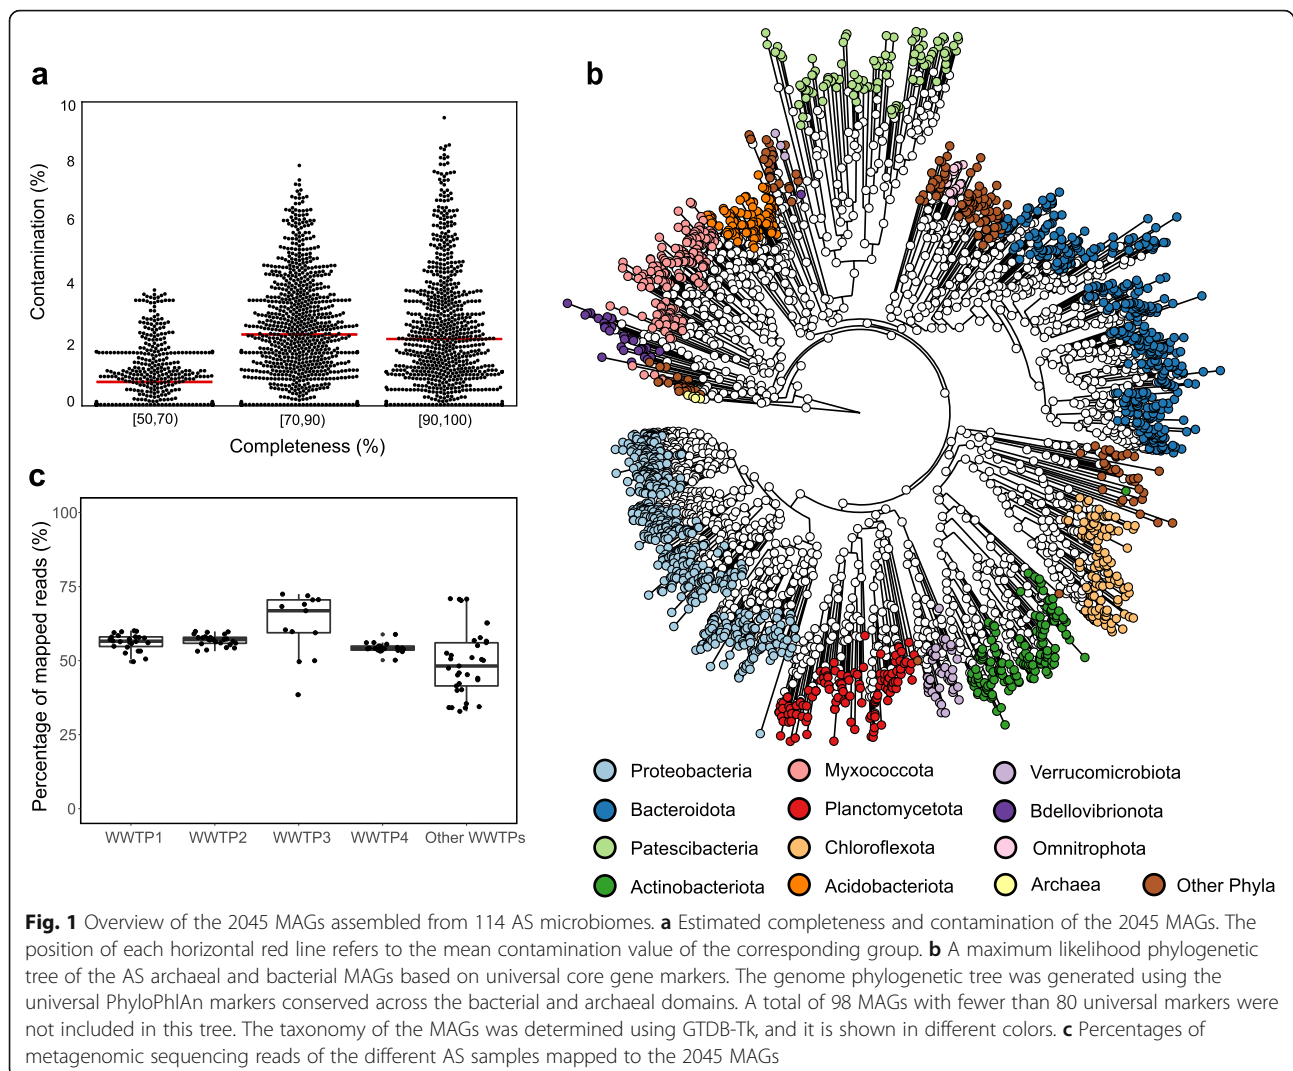 a
Contamination (%)
10
8
6
4
2
0
[50,70)
[70,90)
[90,100)
Completeness (%)
b
c
Percentage of mapped reads (%)
100
75
50
25
0
WWTP1
WWTP2
WWTP3
WWTP4
Other WWTPs
Proteobacteria
Myxococcota
Verrucomicrobiota
Bacteroidota
Planctomycetota
Bdellovibrionota
Patescibacteria
Chloroflexota
Omnitrophota
Actinobacteriota
Acidobacteriota
Archaea
Other Phyla
Fig. 1 Overview of the 2045 MAGs assembled from 114 AS microbiomes. a Estimated completeness and contamination of the 2045 MAGs. The
position of each horizontal red line refers to the mean contamination value of the corresponding group. b A maximum likelihood phylogenetic
tree of the AS archaeal and bacterial MAGs based on universal core gene markers. The genome phylogenetic tree was generated using the
universal PhyloPhlAn markers conserved across the bacterial and archaeal domains. A total of 98 MAGs with fewer than 80 universal markers were
not included in this tree. The taxonomy of the MAGs was determined using GTDB-Tk, and it is shown in different colors. c Percentages of
metagenomic sequencing reads of the different AS samples mapped to the 2045 MAGs